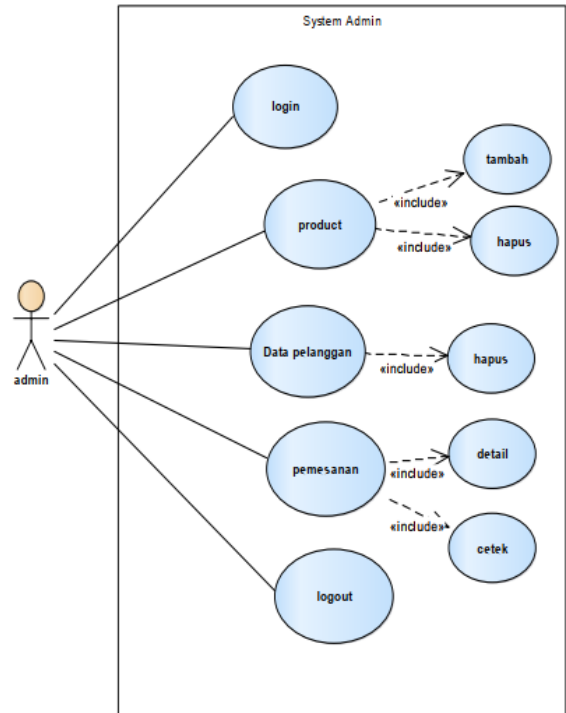 System Admin
login
tambah
«include»
product
«include»
hapus
admin
Data pelanggan
«include»
hapus
pemesanan
«include»
detail
«include»
cetek
logout